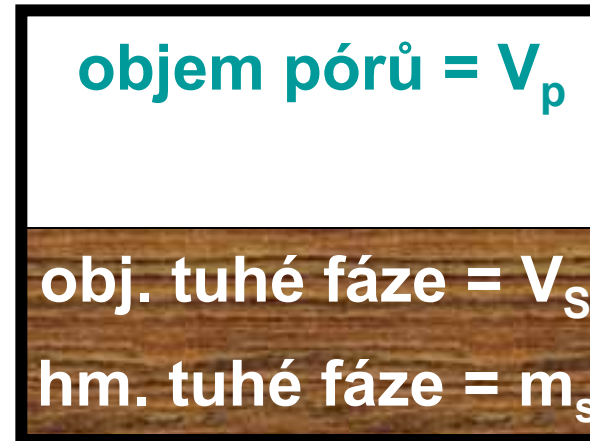 objem pórů = Vp
obj. tuhé fáze = VS
hm. tuhé fáze = ms